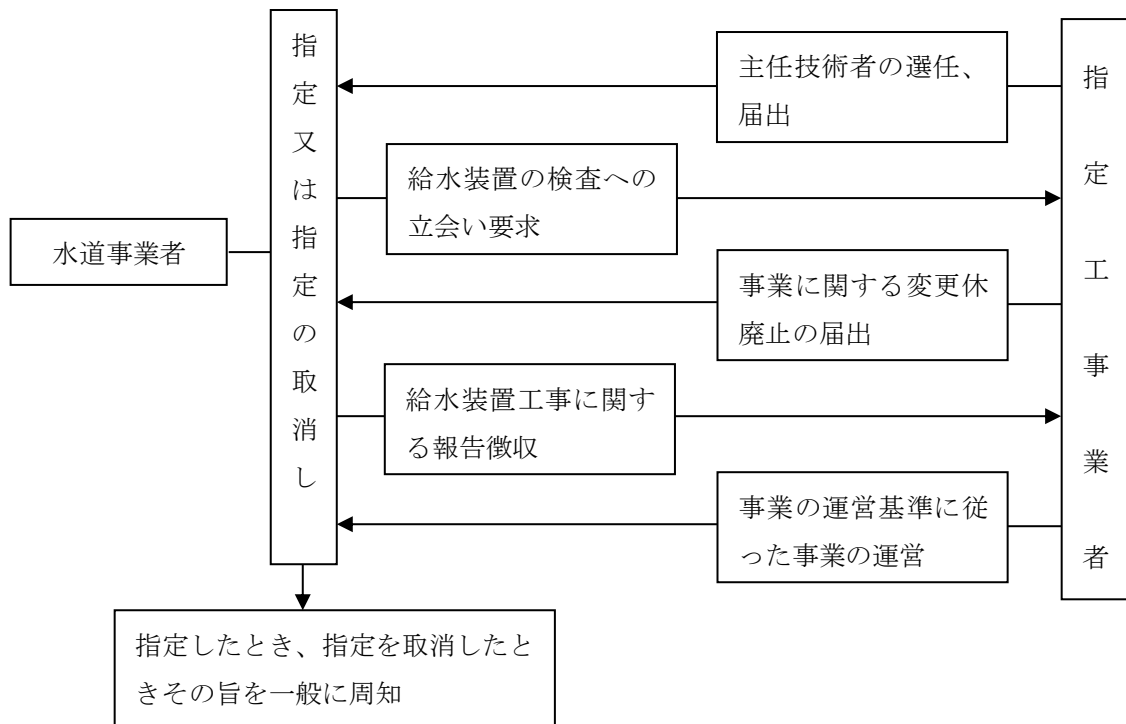 水道事業者
指定又は指定の取消し
主任技術者の選任、
届出
給水装置の検査への
立会い要求
事業に関する変更休
廃止の届出
給水装置工事に関す
る報告徴収
事業の運営基準に従
った事業の運営
指定工事事業者
指定したとき、指定を取消したと
きその旨を一般に周知